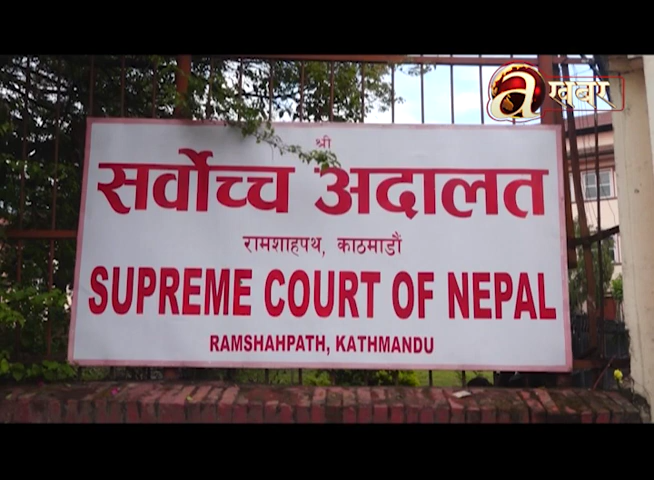 a खबर
श्री
सर्वोच्च अदालत
रामशाहपथ, काठमाडौं
SUPREME COURT OF NEPAL
RAMSHAHPATH, KATHMANDU